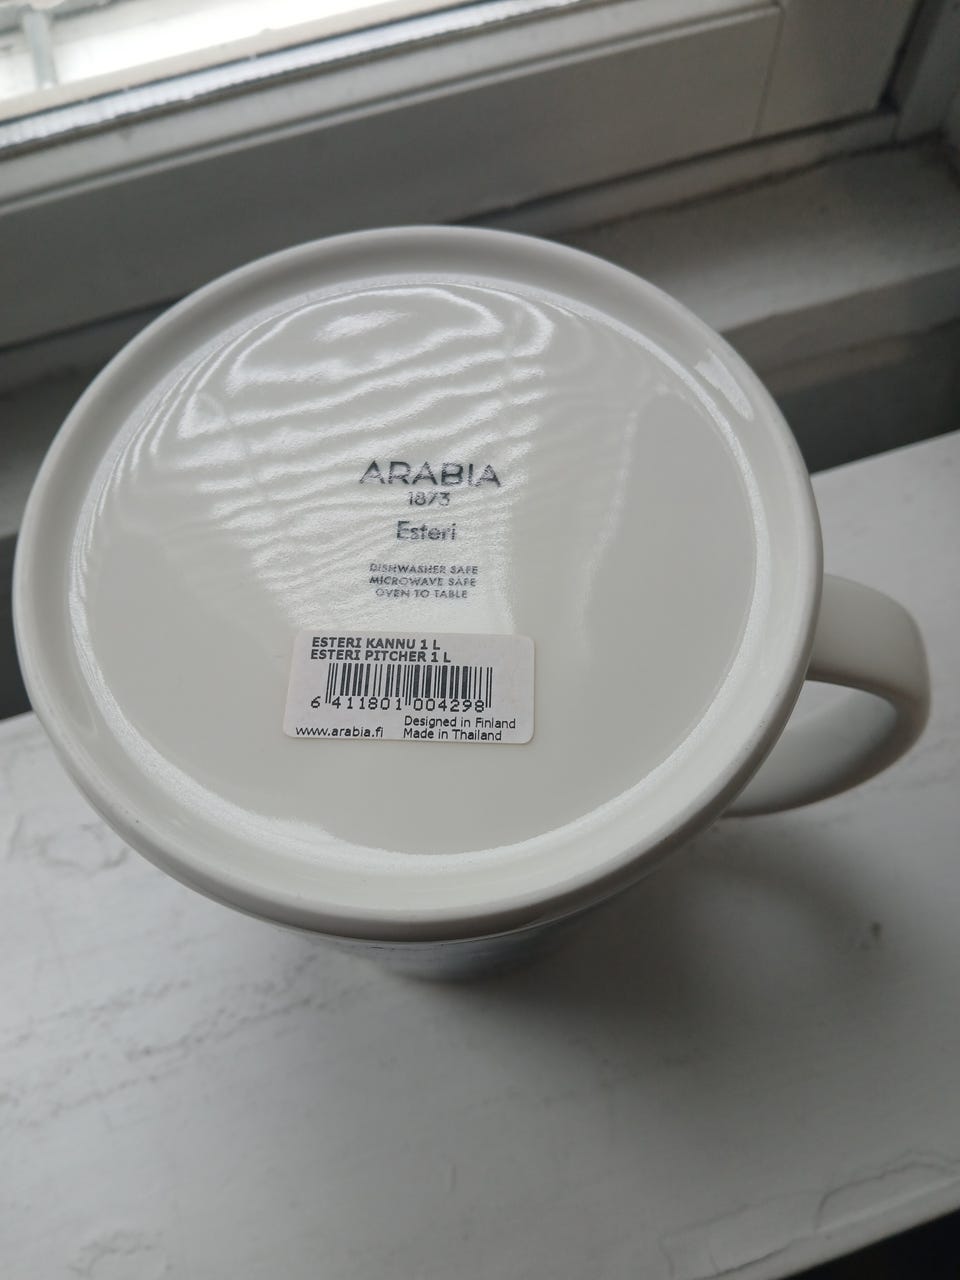 ARABIA
1873
Esteri
DISHWASHER SAFE
MICROWAVE SAFE
OVEN TO TABLE
ESTERI KANNU 1 L
ESTERI PITCHER 1 L
6 411801 004298
Designed in Finland
www.arabia.fi Made in Thailand